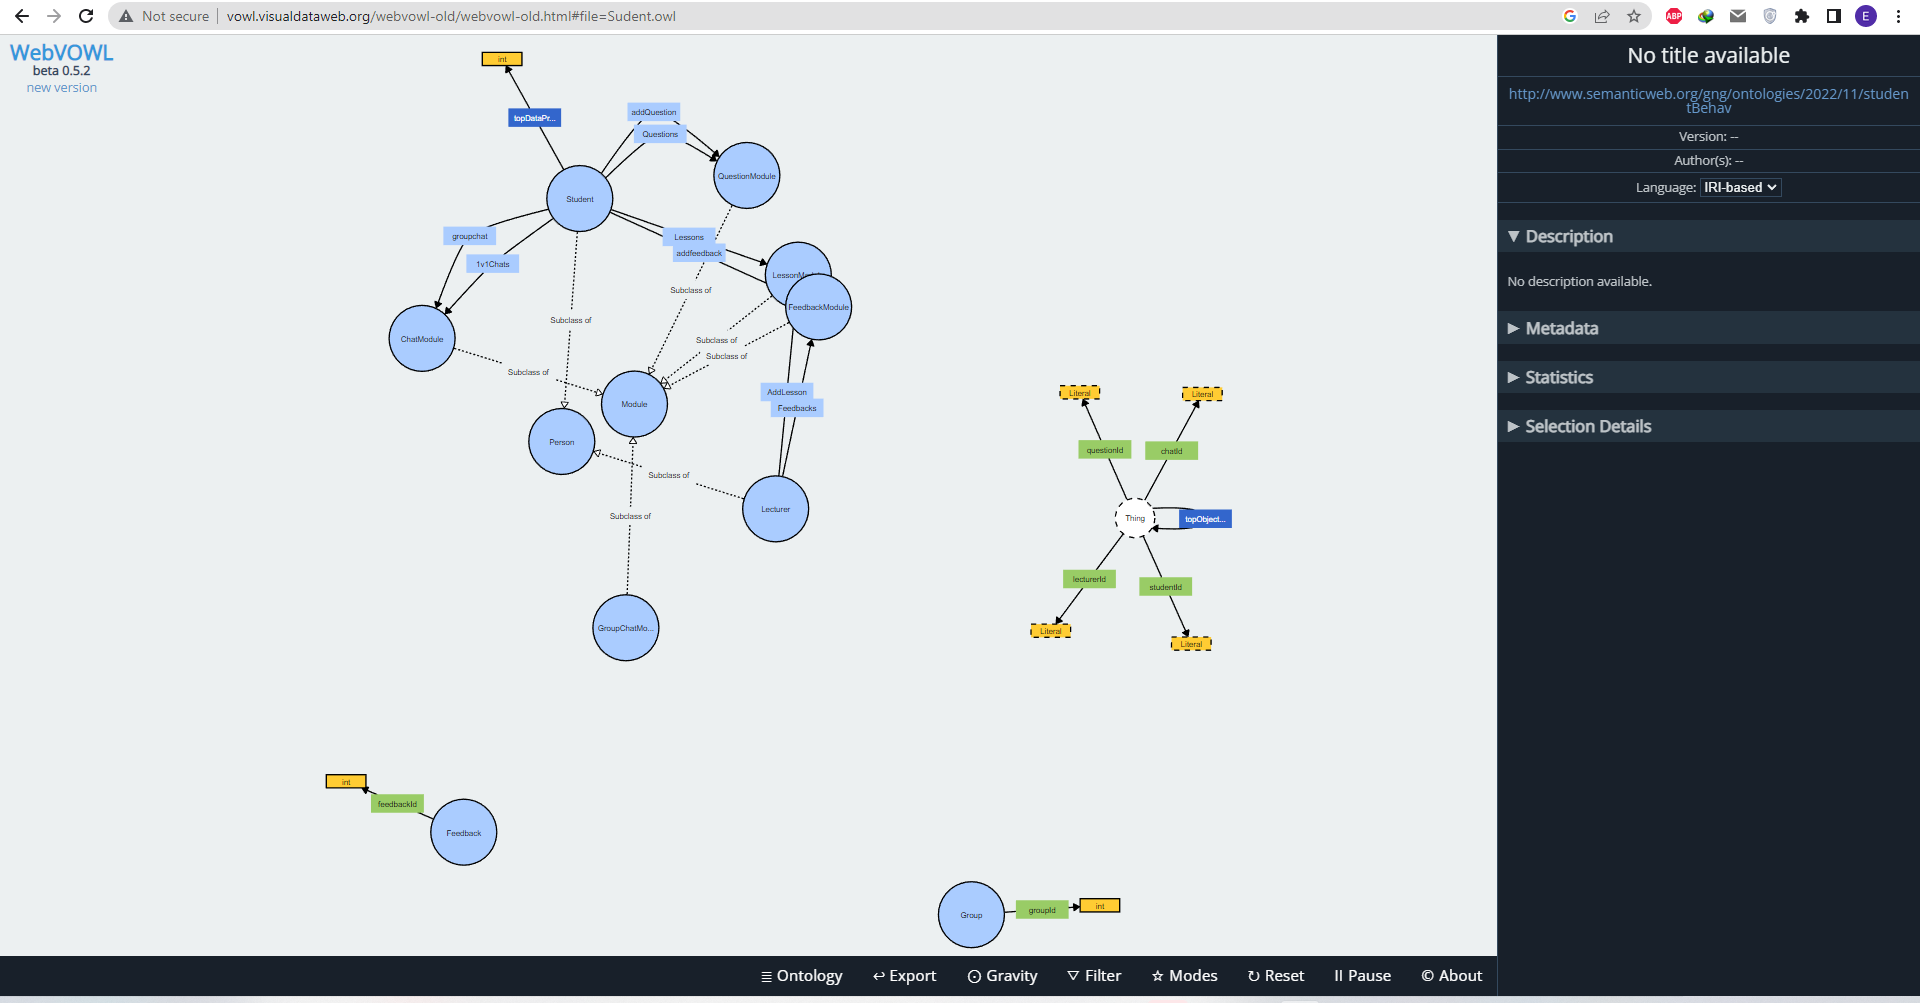 Not secure | vowl.visualdataweb.org/webvowl-old/webvowl-old.html#file=Sudent.owl
ABP
E
WebVOWL
beta 0.5.2
new version
int
topDataPr...
addQuestion
Questions
QuestionModule
Student
groupchat
1v1Chats
Lessons
addfeedback
FeedbackModule
Subclass of
Subclass of
ChatModule
Subclass of
Subclass of
Subclass of
Module
AddLesson
Feedbacks
Person
Subclass of
Lecturer
Subclass of
GroupChatMo...
Literal
Literal
questionId
chatId
Thing
topObject...
lecturerId
studentId
Literal
Literal
int
feedbackId
Feedback
Group
groupId
int
No title available
http://www.semanticweb.org/gng/ontologies/2022/11/studen
tBehav
Version: --
Author(s): --
Language: IRI-based
Description
No description available.
Metadata
Statistics
Selection Details
Ontology
Export
Gravity
Filter
Modes
Reset
Pause
© About